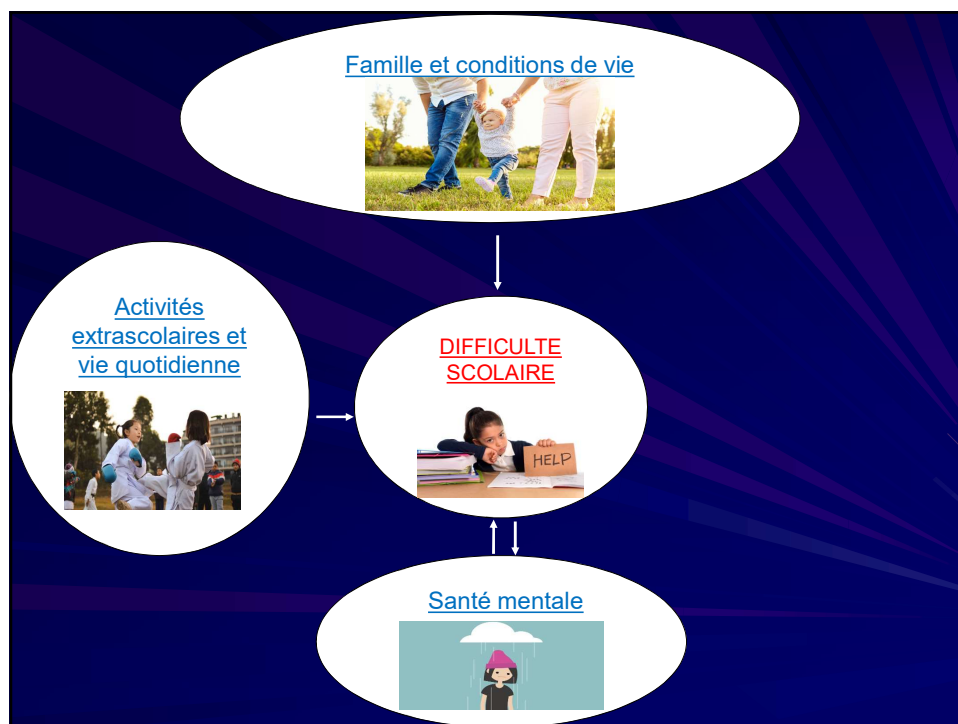 Famille et conditions de vie
Activités
extrascolaires et
vie quotidienne
DIFFICULTE
SCOLAIRE
HELP
Santé mentale